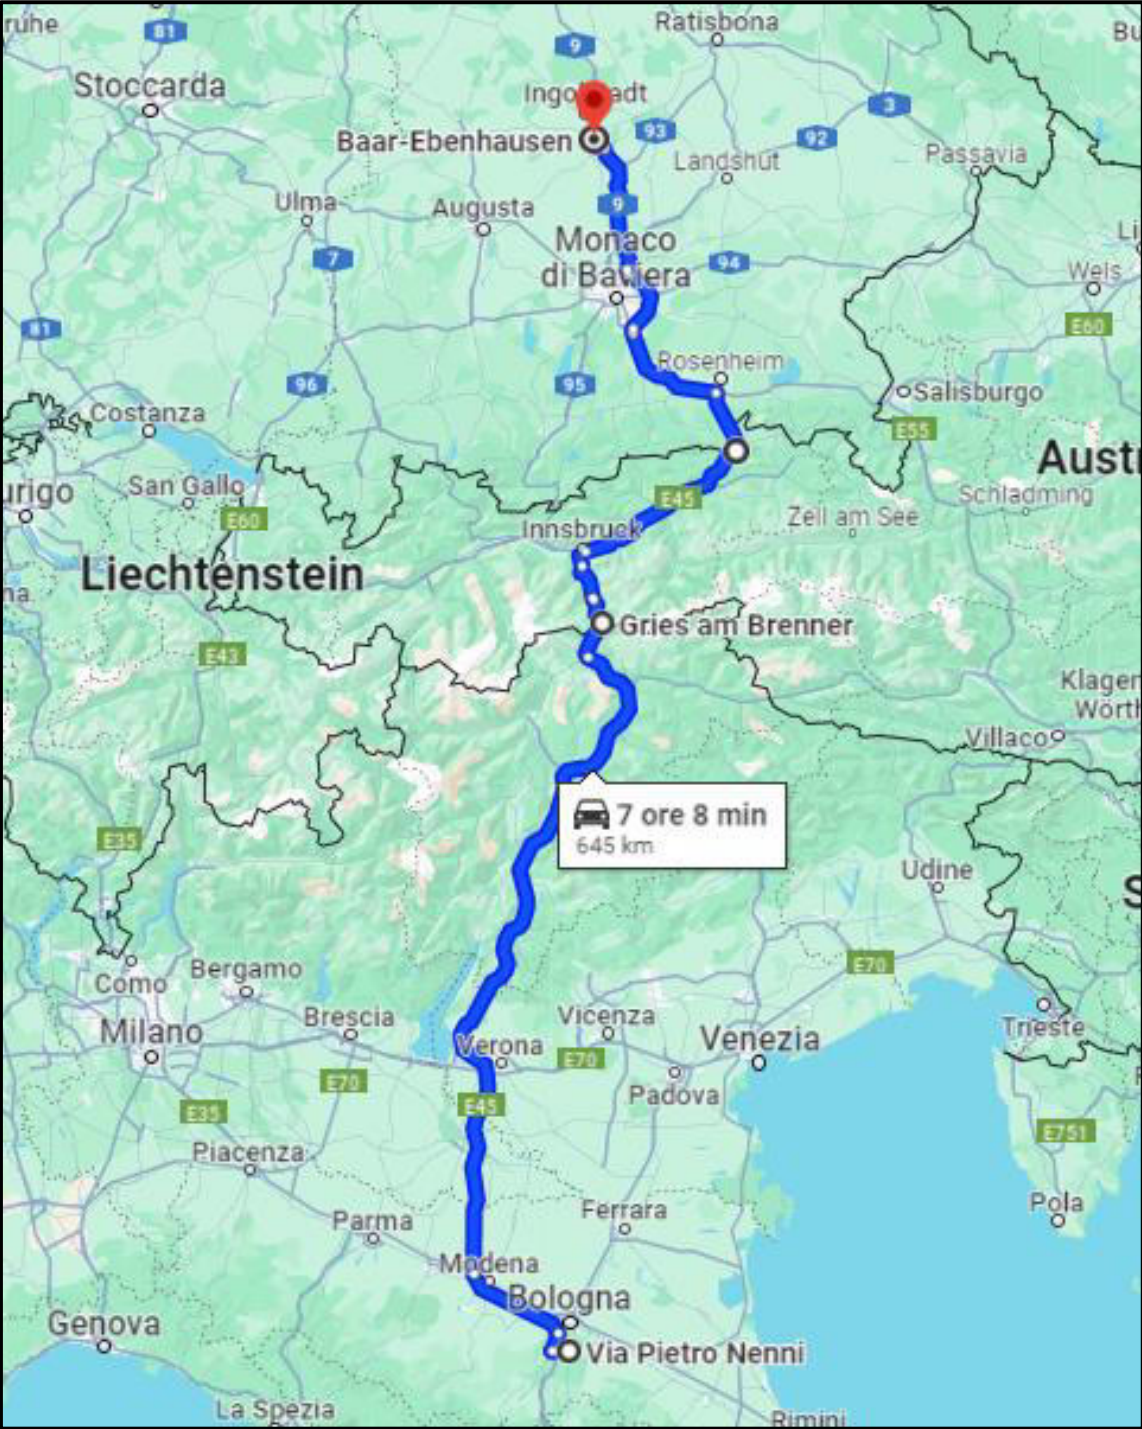 ruhe
81
9
Ratisbona
Bu
Stoccarda
3
Baar-Ebenhausen
93
92
Landshut
Passavia
Ulma
Augusta
9
Monaco
di Baviera
7
94
Li
Wels
E60
81
96
95
Rosenheim
Salisburgo
Costanza
E55
Austr
urigo
San Gallo
E60
E45
Schladming
Innsbruck
Zell am See
Liechtenstein
na
Gries am Brenner
E43
Klagen
Wörth
Villaco
7 ore 8 min
645 km
E35
Udine
S
Como
Bergamo
E70
Milano
Brescia
Vicenza
Venezia
Trieste
Verona
E70
E70
Padova
E35
E45
E751
Piacenza
Pola
Parma
Ferrara
Modena
Bologna
Genova
Via Pietro Nenni
La Spezia
Rimini